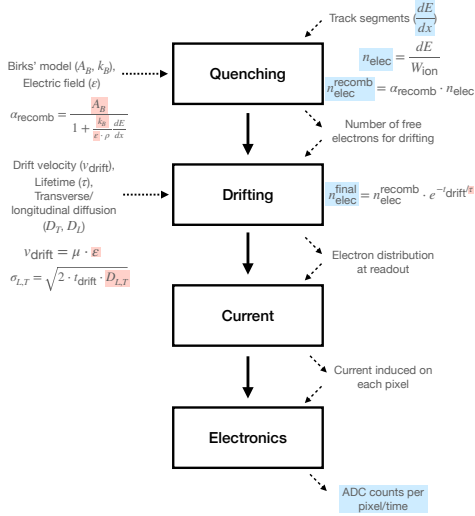 Track segments (dE/dx)
n_elec = dE / W_ion
Birks' model (A_B, k_B),
Electric field (ε)
Quenching
n_elec^recomb = α_recomb · n_elec
α_recomb = A_B / (1 + k_B/(ε · ρ) dE/dx)
Number of free
electrons for drifting
Drift velocity (v_drift),
Lifetime (τ),
Transverse/
longitudinal diffusion
(D_T, D_L)
Drifting
n_elec^final = n_elec^recomb · e^(−t_drift/τ)
v_drift = μ · ε
σ_L,T = √(2 · t_drift · D_L,T)
Electron distribution
at readout
Current
Current induced on
each pixel
Electronics
ADC counts per
pixel/time